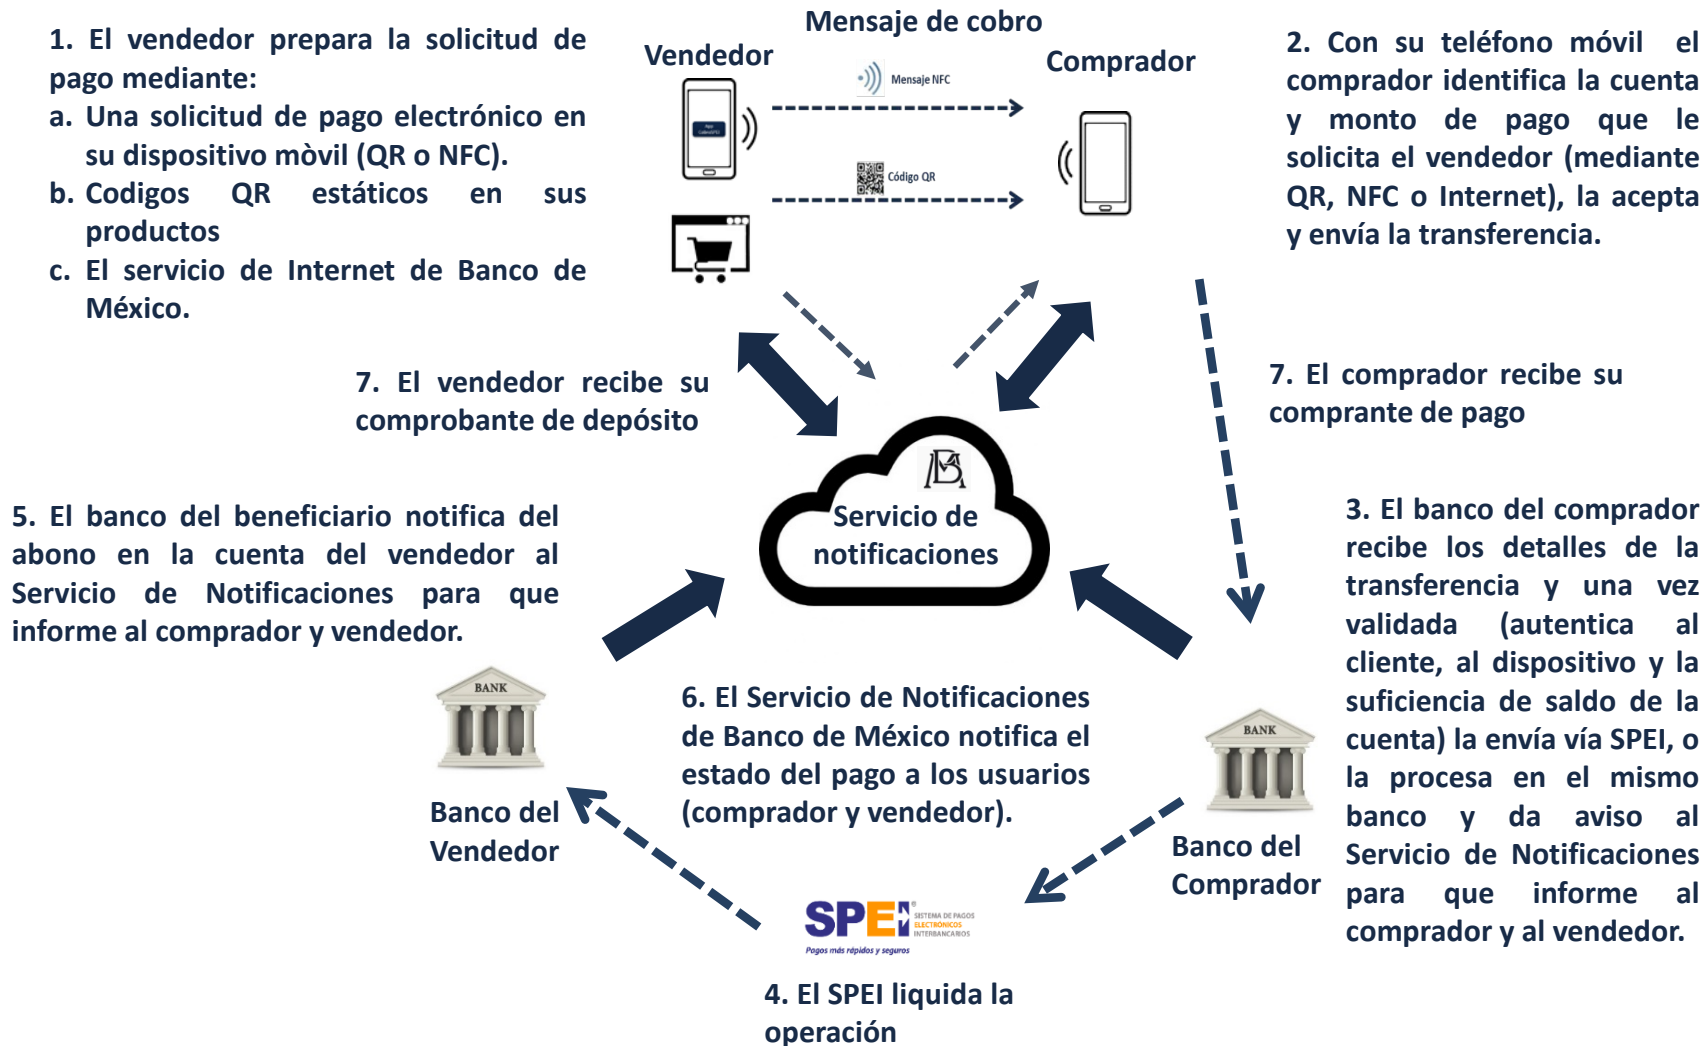 1. El vendedor prepara la solicitud de
pago mediante:
a. Una solicitud de pago electrónico en
su dispositivo mòvil (QR o NFC).
b. Codigos QR estáticos en sus
productos
c. El servicio de Internet de Banco de
México.
Mensaje de cobro
Vendedor
Comprador
Mensaje NFC
Código QR
2. Con su teléfono móvil el
comprador identifica la cuenta
y monto de pago que le
solicita el vendedor (mediante
QR, NFC o Internet), la acepta
y envía la transferencia.
7. El vendedor recibe su
comprobante de depósito
7. El comprador recibe su
comprante de pago
Servicio de
notificaciones
5. El banco del beneficiario notifica del
abono en la cuenta del vendedor al
Servicio de Notificaciones para que
informe al comprador y vendedor.
3. El banco del comprador
recibe los detalles de la
transferencia y una vez
validada (autentica al
cliente, al dispositivo y la
suficiencia de saldo de la
cuenta) la envía vía SPEI, o
la procesa en el mismo
banco y da aviso al
Servicio de Notificaciones
para que informe al
comprador y al vendedor.
BANK
Banco del
Vendedor
6. El Servicio de Notificaciones
de Banco de México notifica el
estado del pago a los usuarios
(comprador y vendedor).
BANK
Banco del
Comprador
SPEI®
SISTEMA DE PAGOS
ELECTRÓNICOS
INTERBANCARIOS
Pagos más rápidos y seguros
4. El SPEI liquida la
operación